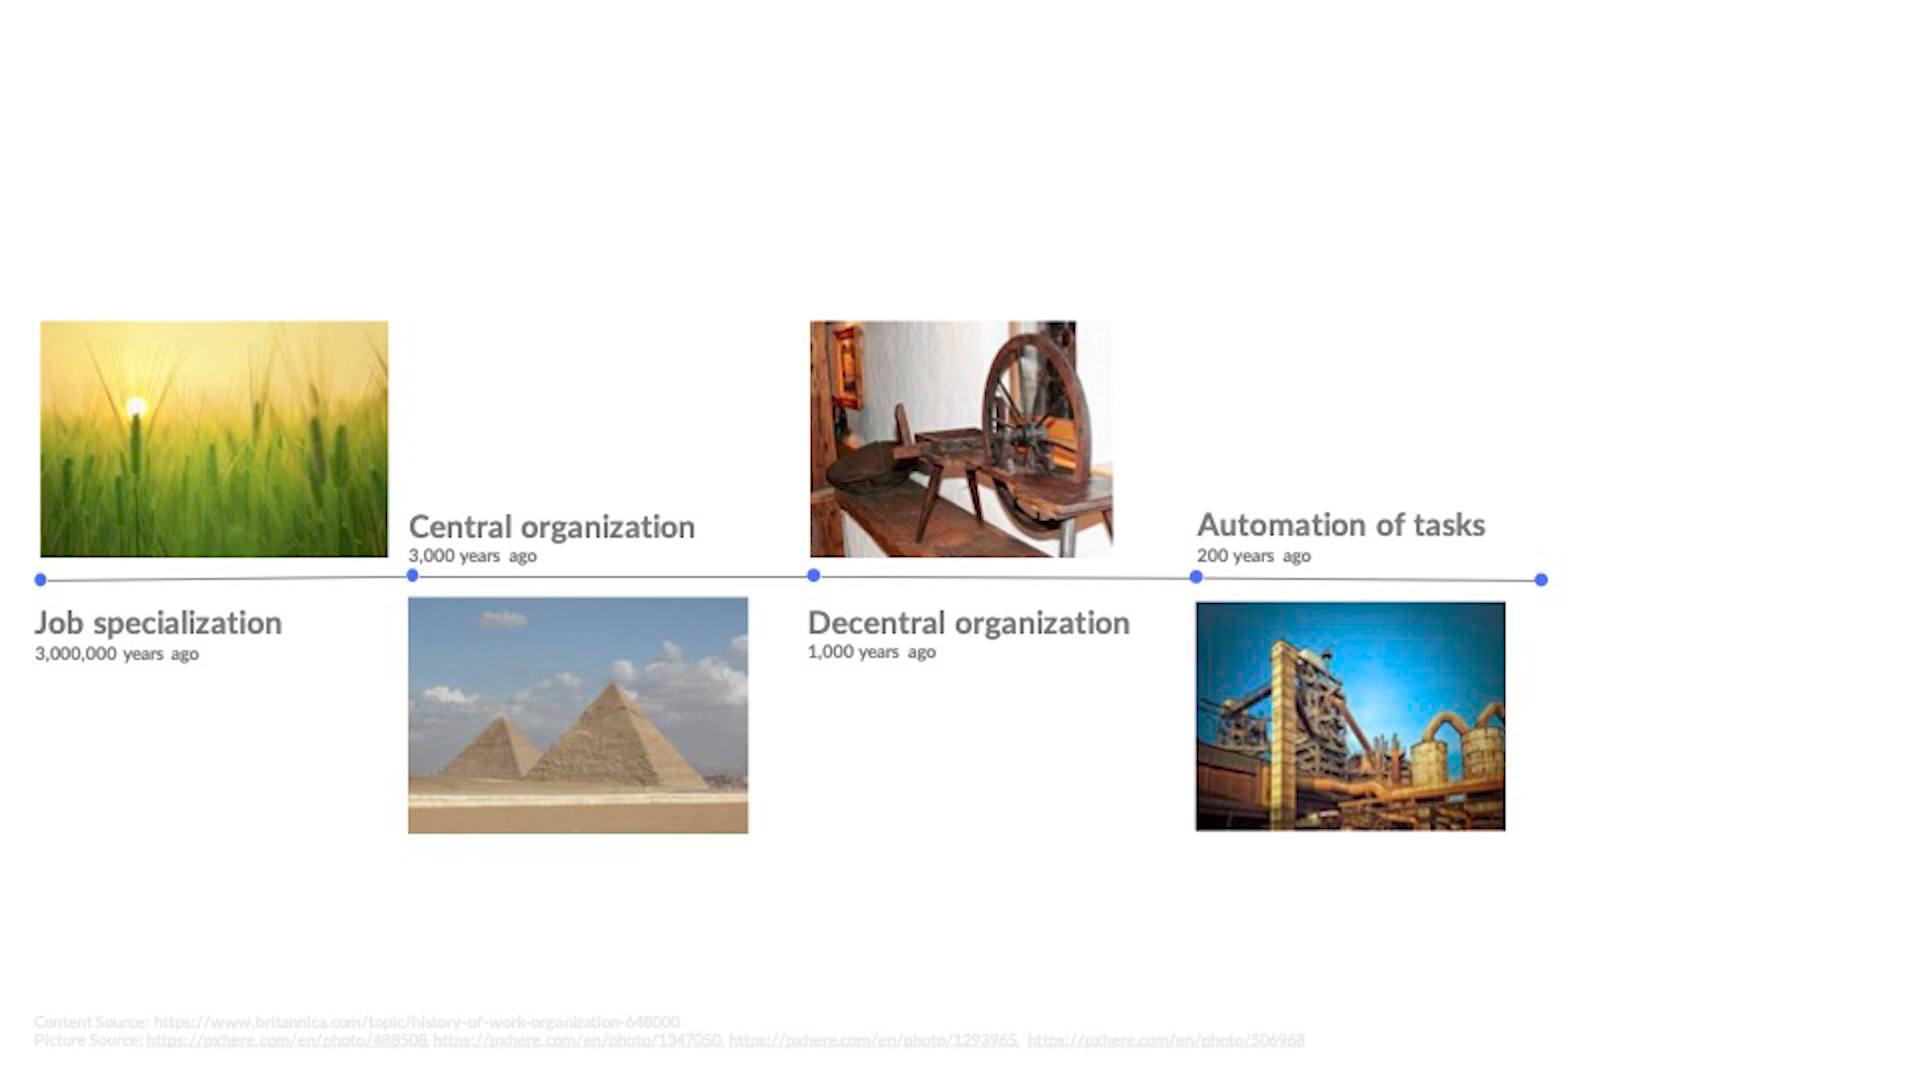 Central organization
3,000 years ago
Automation of tasks
200 years ago
Job specialization
3,000,000 years ago
Decentral organization
1,000 years ago
Content Source: https://www.britannica.com/topic/history-of-work-organization-648000
Picture Source: https://pxhere.com/en/photo/488508, https://pxhere.com/en/photo/1347050, https://pxhere.com/en/photo/1293965, https://pxhere.com/en/photo/506968